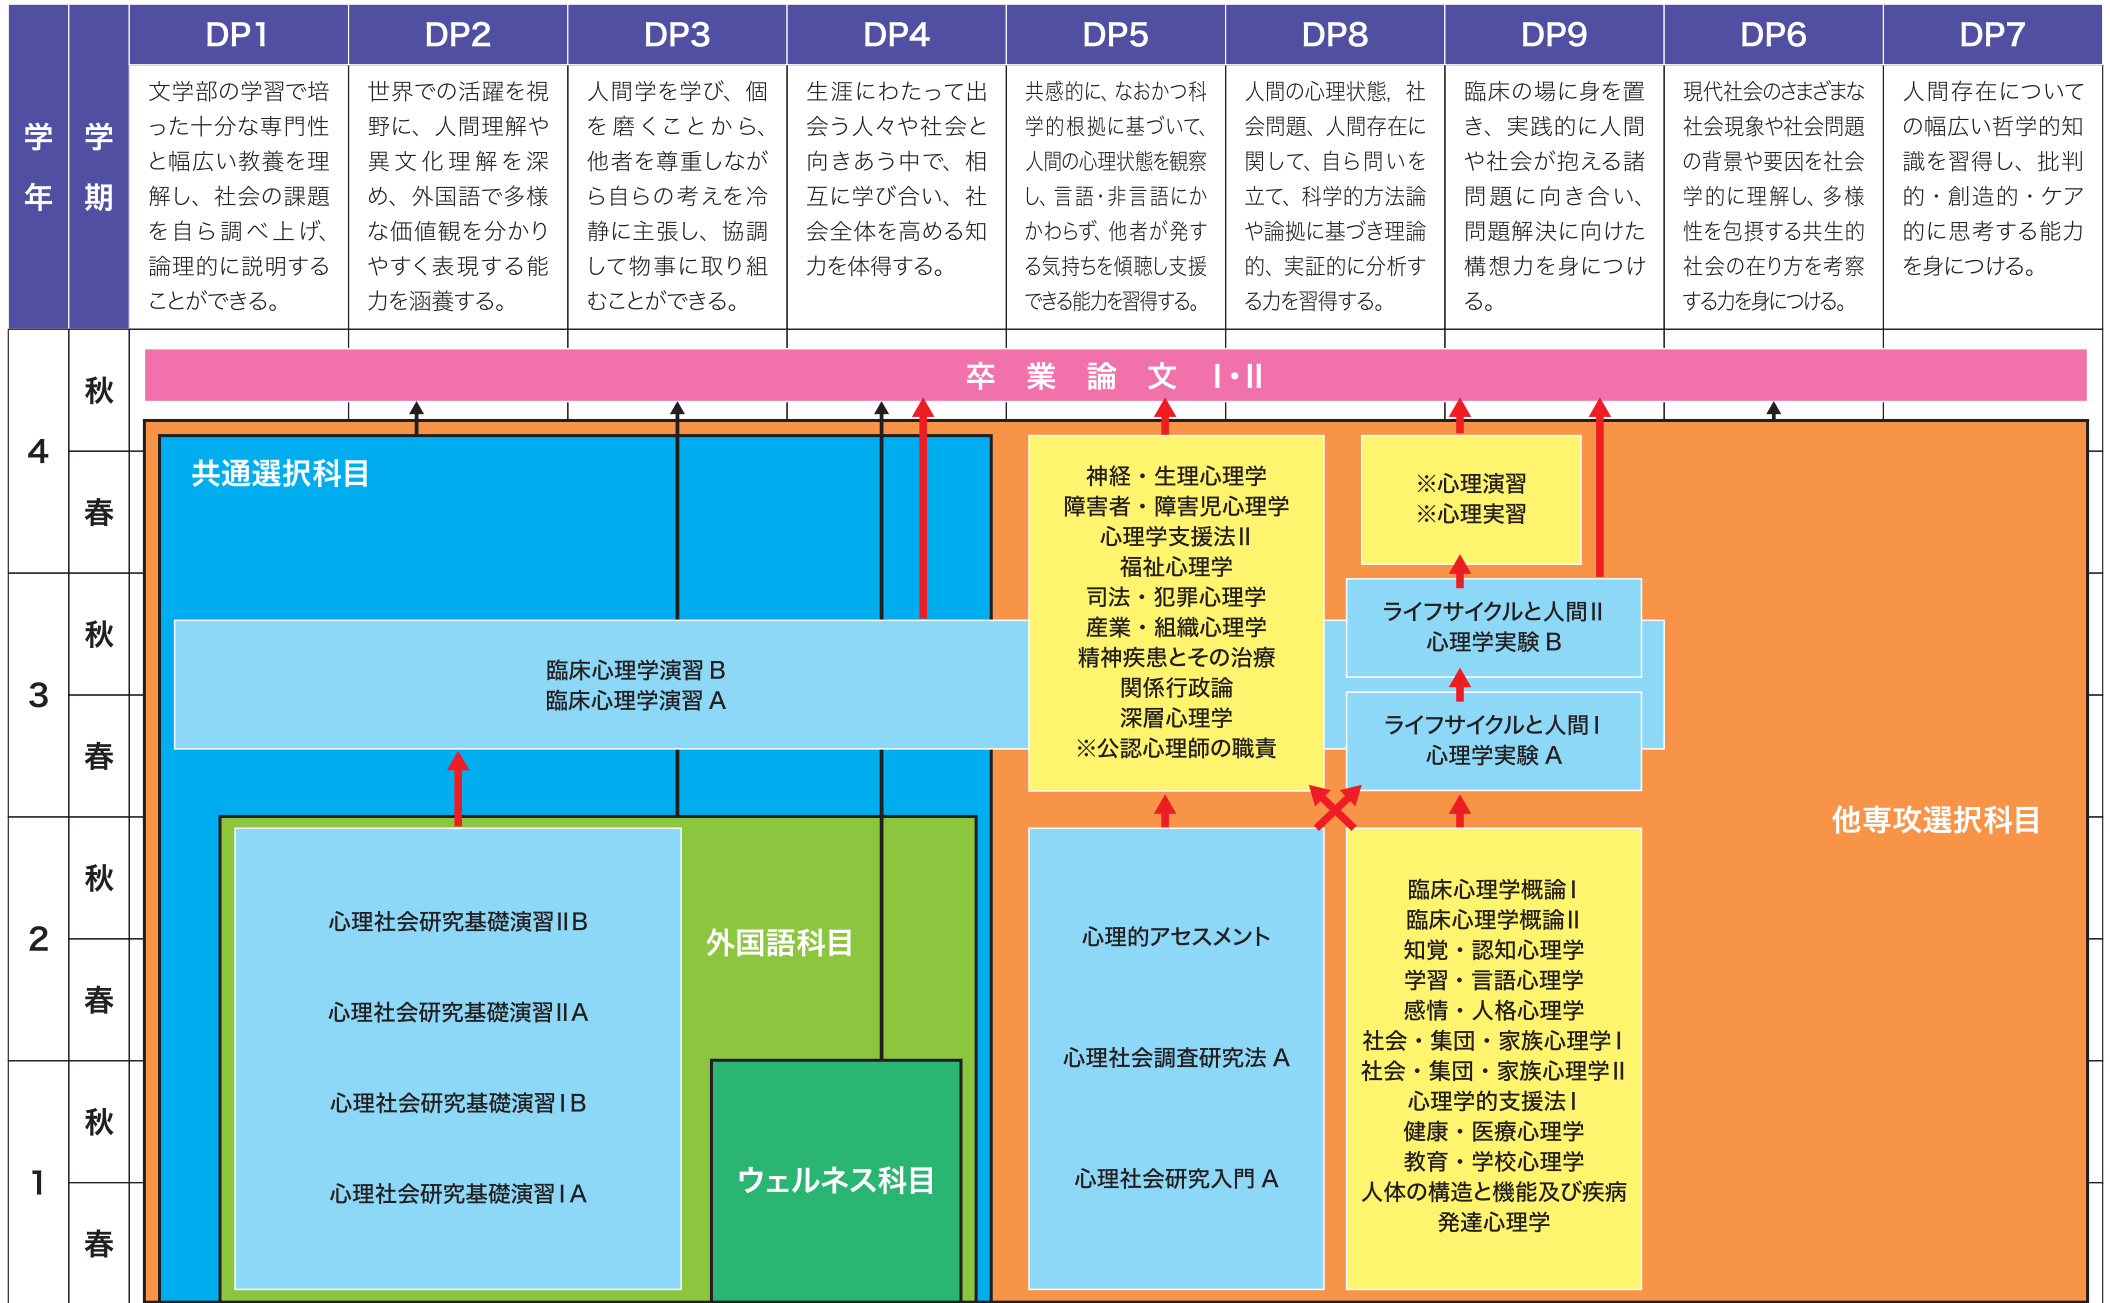 学年
学期
DP1
DP2
DP3
DP4
DP5
DP8
DP9
DP6
DP7
文学部の学習で培
った十分な専門性
と幅広い教養を理
解し、社会の課題
を自ら調べ上げ、
論理的に説明する
ことができる。
世界での活躍を視
野に、人間理解や
異文化理解を深
め、外国語で多様
な価値観を分かり
やすく表現する能
力を涵養する。
人間学を学び、個
を磨くことから、
他者を尊重しなが
ら自らの考えを冷
静に主張し、協調
して物事に取り組
むことができる。
生涯にわたって出
会う人々や社会と
向きあう中で、相
互に学び合い、社
会全体を高める知
力を体得する。
共感的に、なおかつ科
学的根拠に基づいて、
人間の心理状態を観察
し、言語・非言語にか
かわらず、他者が発す
る気持ちを傾聴し支援
できる能力を習得する。
人間の心理状態，社
会問題、人間存在に
関して、自ら問いを
立て、科学的方法論
や論拠に基づき理論
的、実証的に分析す
る力を習得する。
臨床の場に身を置
き、実践的に人間
や社会が抱える諸
問題に向き合い、
問題解決に向けた
構想力を身につけ
る。
現代社会のさまざまな
社会現象や社会問題
の背景や要因を社会
学的に理解し、多様
性を包摂する共生的
社会の在り方を考察
する力を身につける。
人間存在について
の幅広い哲学的知
識を習得し、批判
的・創造的・ケア
的に思考する能力
を身につける。
4
秋
春
3
秋
春
2
秋
春
1
秋
春
卒業論文 I・II
共通選択科目
臨床心理学演習 B
臨床心理学演習 A
外国語科目
心理社会研究基礎演習ⅡB
心理社会研究基礎演習ⅡA
心理社会研究基礎演習ⅠB
心理社会研究基礎演習ⅠA
ウェルネス科目
神経・生理心理学
障害者・障害児心理学
心理学支援法Ⅱ
福祉心理学
司法・犯罪心理学
産業・組織心理学
精神疾患とその治療
関係行政論
深層心理学
※公認心理師の職責
※心理演習
※心理実習
ライフサイクルと人間Ⅱ
心理学実験 B
ライフサイクルと人間Ⅰ
心理学実験 A
心理的アセスメント
心理社会調査研究法 A
心理社会研究入門 A
臨床心理学概論Ⅰ
臨床心理学概論Ⅱ
知覚・認知心理学
学習・言語心理学
感情・人格心理学
社会・集団・家族心理学Ⅰ
社会・集団・家族心理学Ⅱ
心理学的支援法Ⅰ
健康・医療心理学
教育・学校心理学
人体の構造と機能及び疾病
発達心理学
他専攻選択科目